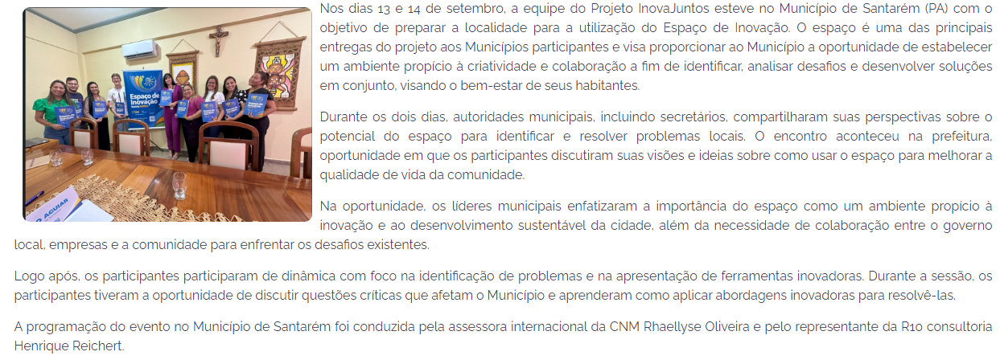 Nos dias 13 e 14 de setembro, a equipe do Projeto InovaJuntos esteve no Município de Santarém (PA) com o
objetivo de preparar a localidade para a utilização do Espaço de Inovação. O espaço é uma das principais
entregas do projeto aos Municípios participantes e visa proporcionar ao Município a oportunidade de estabelecer
um ambiente propício à criatividade e colaboração a fim de identificar, analisar desafios e desenvolver soluções
em conjunto, visando o bem-estar de seus habitantes.
Espaço de
Inovação
Durante os dois dias, autoridades municipais, incluindo secretários, compartilharam suas perspectivas sobre o
potencial do espaço para identificar e resolver problemas locais. O encontro aconteceu na prefeitura,
oportunidade em que os participantes discutiram suas visões e ideias sobre como usar o espaço para melhorar a
qualidade de vida da comunidade.
O AGUIAR
Na oportunidade, os líderes municipais enfatizaram a importância do espaço como um ambiente propício à
inovação e ao desenvolvimento sustentável da cidade, além da necessidade de colaboração entre o governo
local, empresas e a comunidade para enfrentar os desafios existentes.
Logo após, os participantes participaram de dinâmica com foco na identificação de problemas e na apresentação de ferramentas inovadoras. Durante a sessão, os
participantes tiveram a oportunidade de discutir questões críticas que afetam o Município e aprenderam como aplicar abordagens inovadoras para resolvê-las.
A programação do evento no Município de Santarém foi conduzida pela assessora internacional da CNM Rhaellyse Oliveira e pelo representante da R10 consultoria
Henrique Reichert.